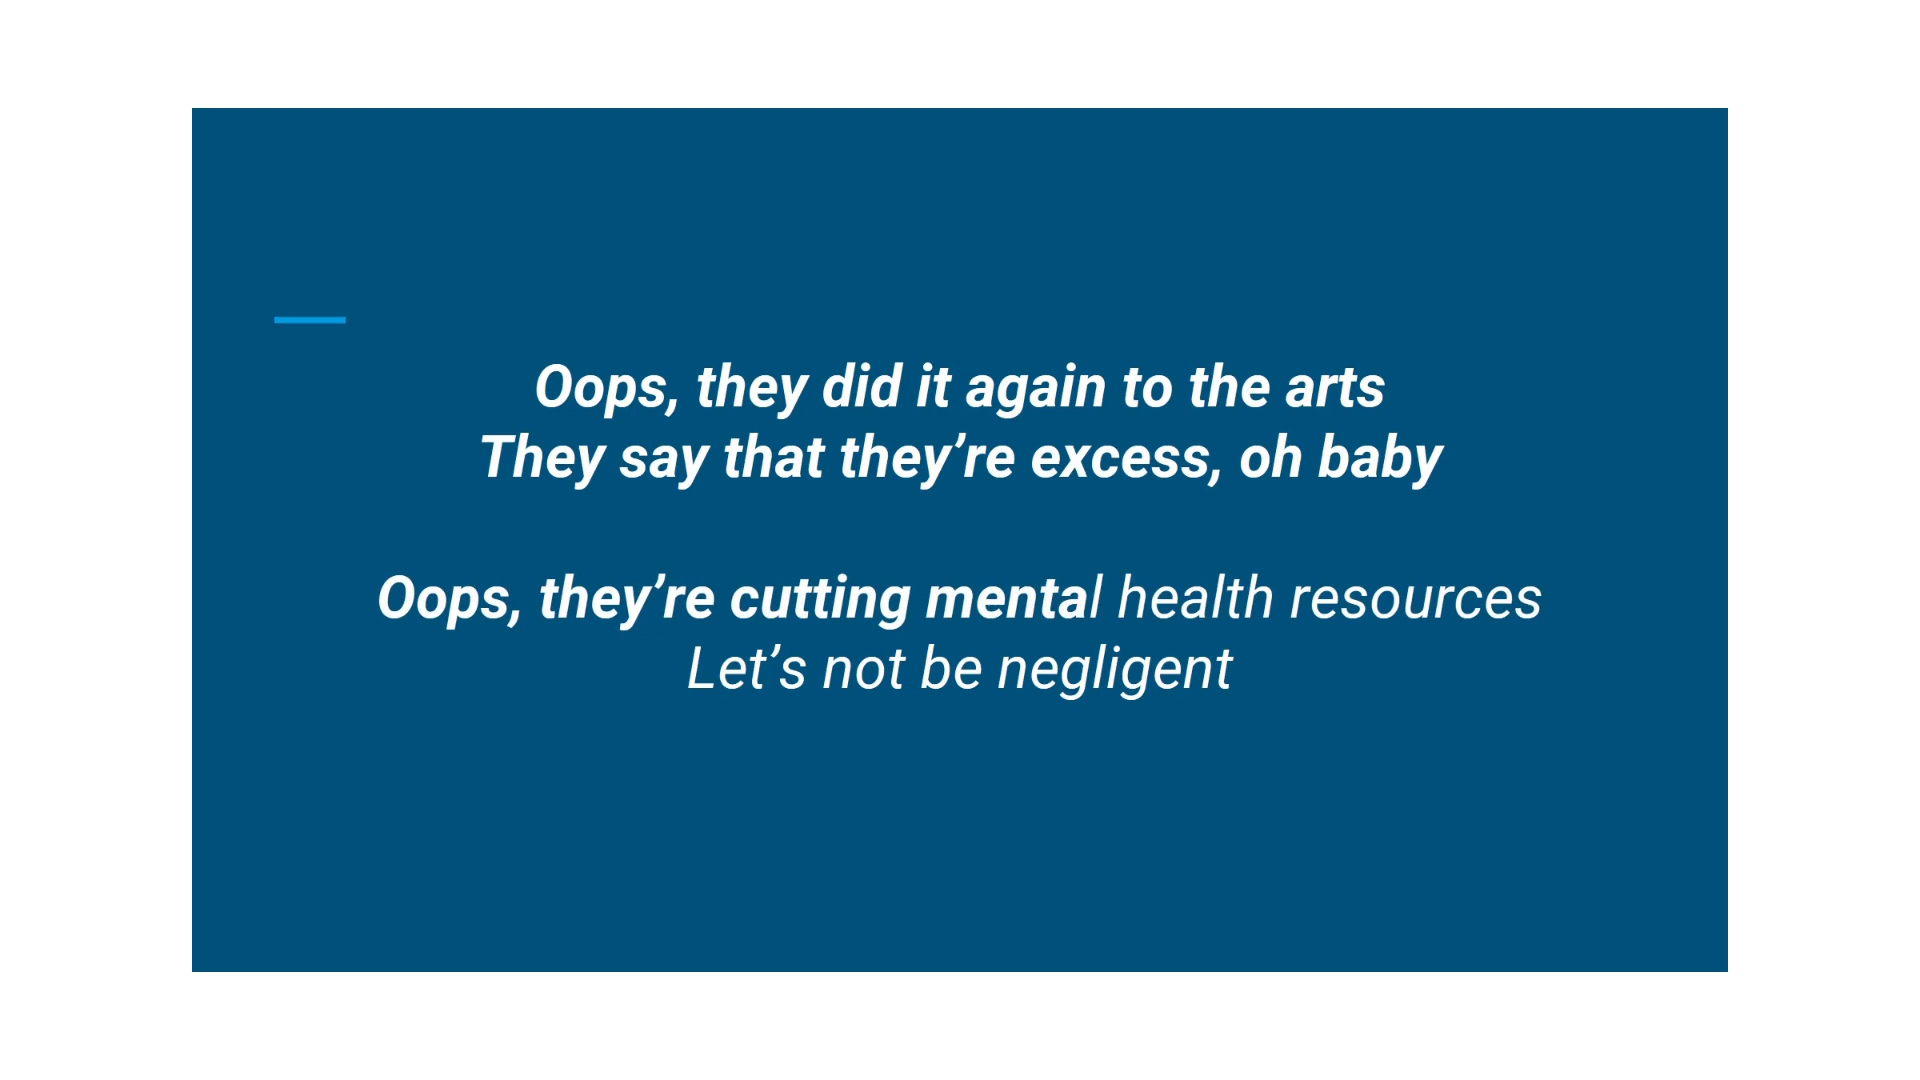 Oops, they did it again to the arts
They say that they’re excess, oh baby
Oops, they’re cutting mental health resources
Let’s not be negligent